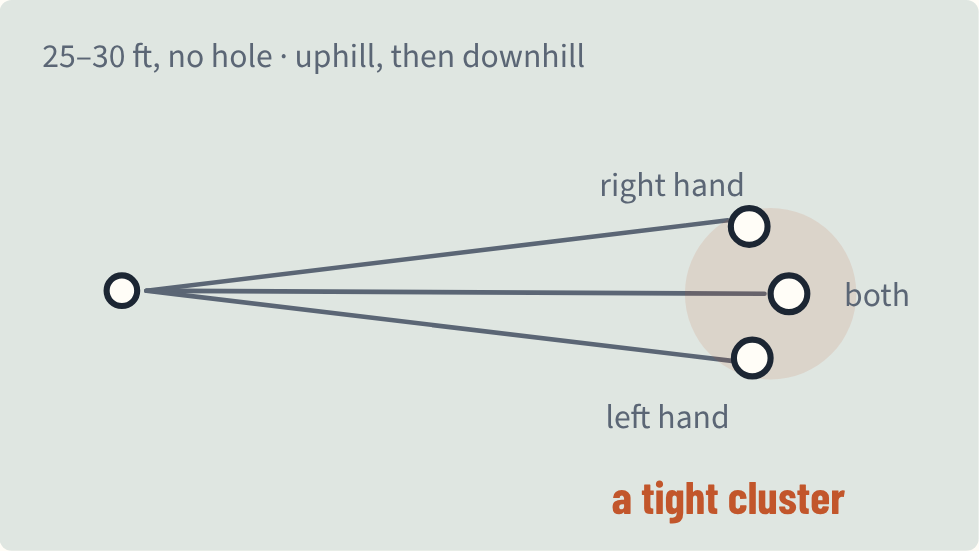 25–30 ft, no hole · uphill, then downhill
right hand
both
left hand
a tight cluster